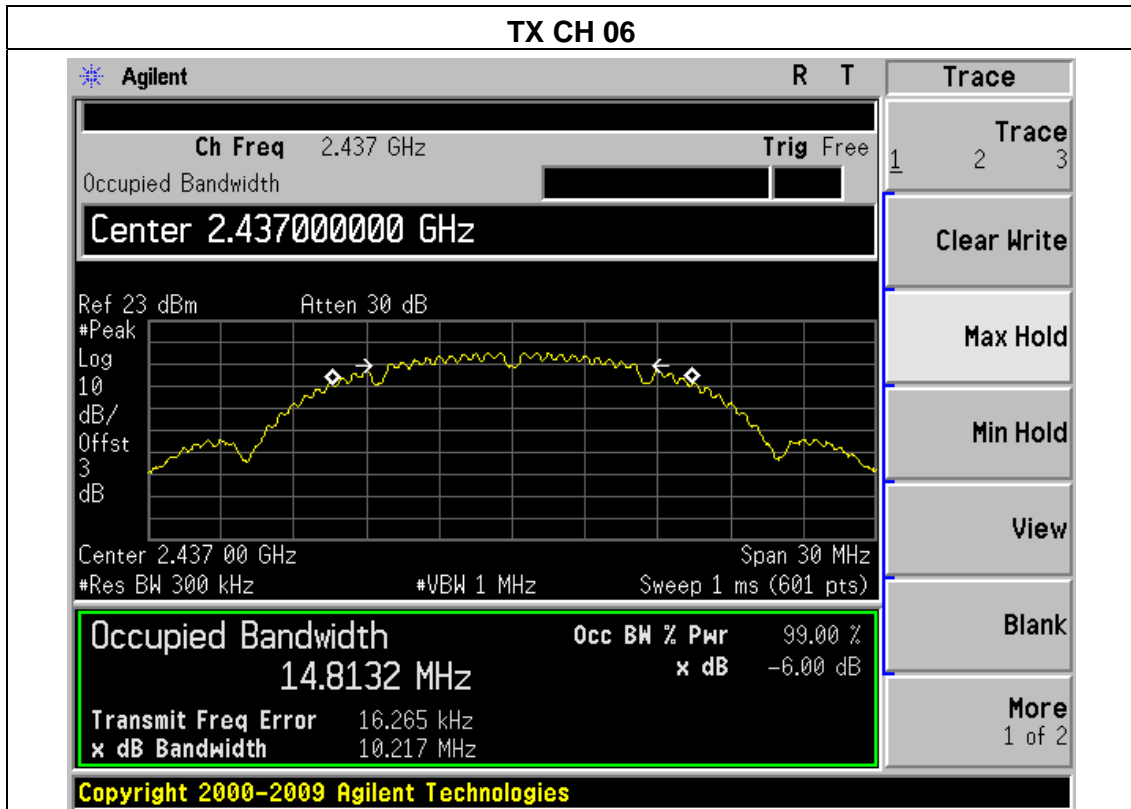 TX CH 06
Agilent R T
Ch Freq 2.437 GHz Trig Free
Occupied Bandwidth
Center 2.437000000 GHz
Ref 23 dBm Atten 30 dB
#Peak
Log
10
dB/
Offst
3
dB
Center 2.437 00 GHz Span 30 MHz
#Res BW 300 kHz #VBW 1 MHz Sweep 1 ms (601 pts)
Occupied Bandwidth Occ BW % Pwr 99.00 %
14.8132 MHz x dB -6.00 dB
Transmit Freq Error 16.265 kHz
x dB Bandwidth 10.217 MHz
Copyright 2000-2009 Agilent Technologies
Trace
Trace
1 2 3
Clear Write
Max Hold
Min Hold
View
Blank
More
1 of 2